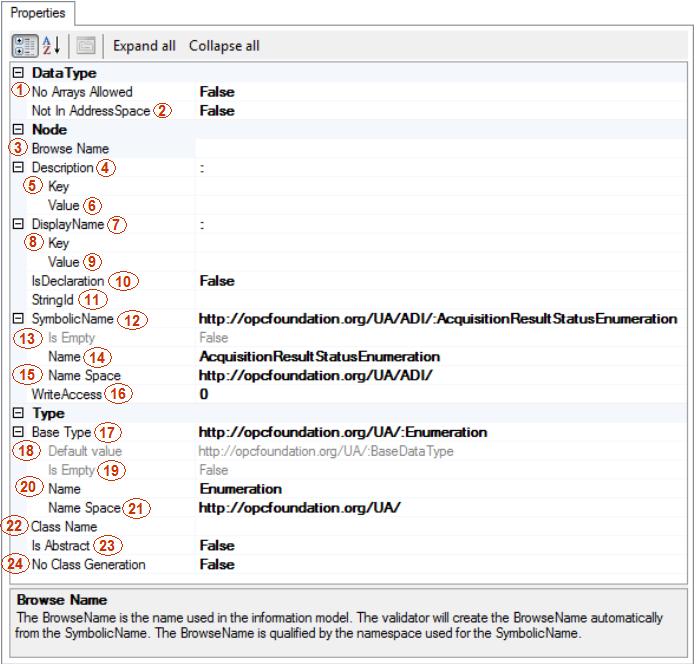 Properties
Expand all Collapse all
DataType
1 No Arrays Allowed False
Not In AddressSpace 2 False
Node
3 Browse Name
Description 4 :
5 Key
Value 6
DisplayName 7 :
8 Key
Value 9
IsDeclaration 10 False
StringId 11
SymbolicName 12 http://opcfoundation.org/UA/ADI/:AcquisitionResultStatusEnumeration
13 Is Empty False
Name 14 AcquisitionResultStatusEnumeration
15 Name Space http://opcfoundation.org/UA/ADI/
WriteAccess 16 0
Type
Base Type 17 http://opcfoundation.org/UA/:Enumeration
18 Default value http://opcfoundation.org/UA/:BaseDataType
Is Empty 19 False
20 Name Enumeration
Name Space 21 http://opcfoundation.org/UA/
22 Class Name
Is Abstract 23 False
24 No Class Generation False
Browse Name
The BrowseName is the name used in the information model. The validator will create the BrowseName automatically
from the SymbolicName. The BrowseName is qualified by the namespace used for the SymbolicName.